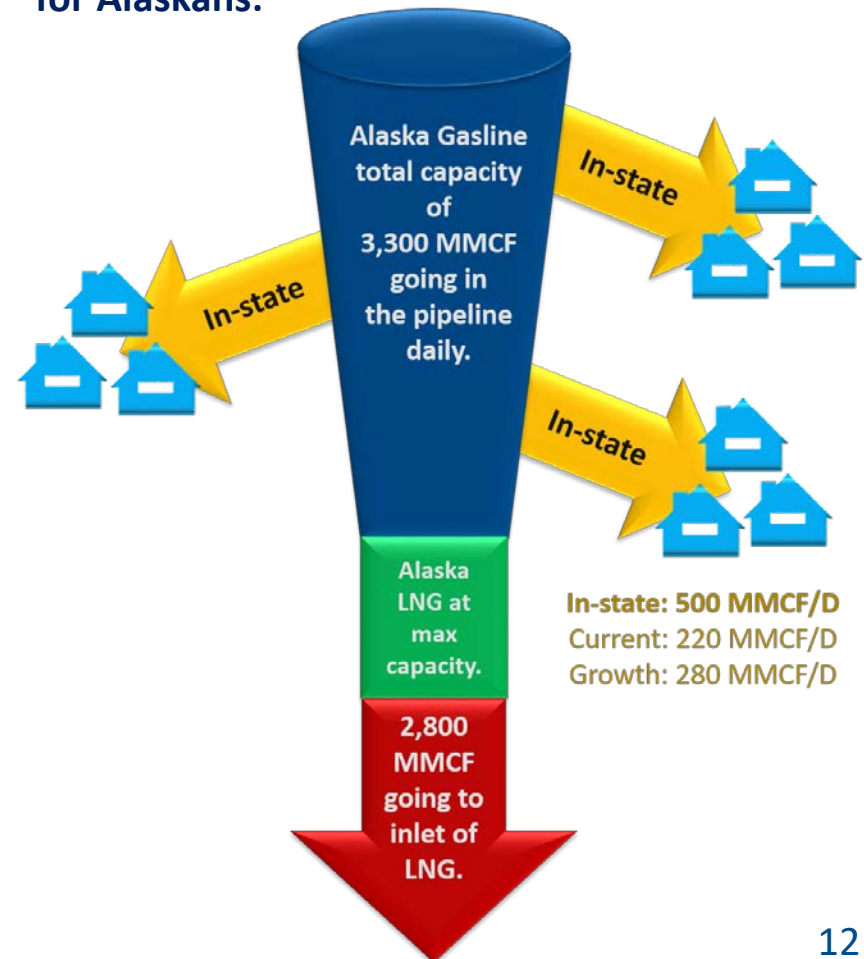 for Alaskans.
Alaska Gasline
total capacity
of
3,300 MMCF
going in
the pipeline
daily.
In-state
In-state
In-state
Alaska
LNG at
max
capacity.
In-state: 500 MMCF/D
Current: 220 MMCF/D
Growth: 280 MMCF/D
2,800
MMCF
going to
inlet of
LNG.
12